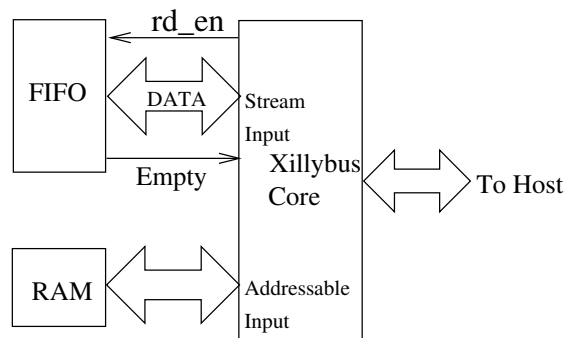 rd_en
FIFO
DATA
Stream
Input
Empty
Xillybus
Core
To Host
RAM
Addressable
Input